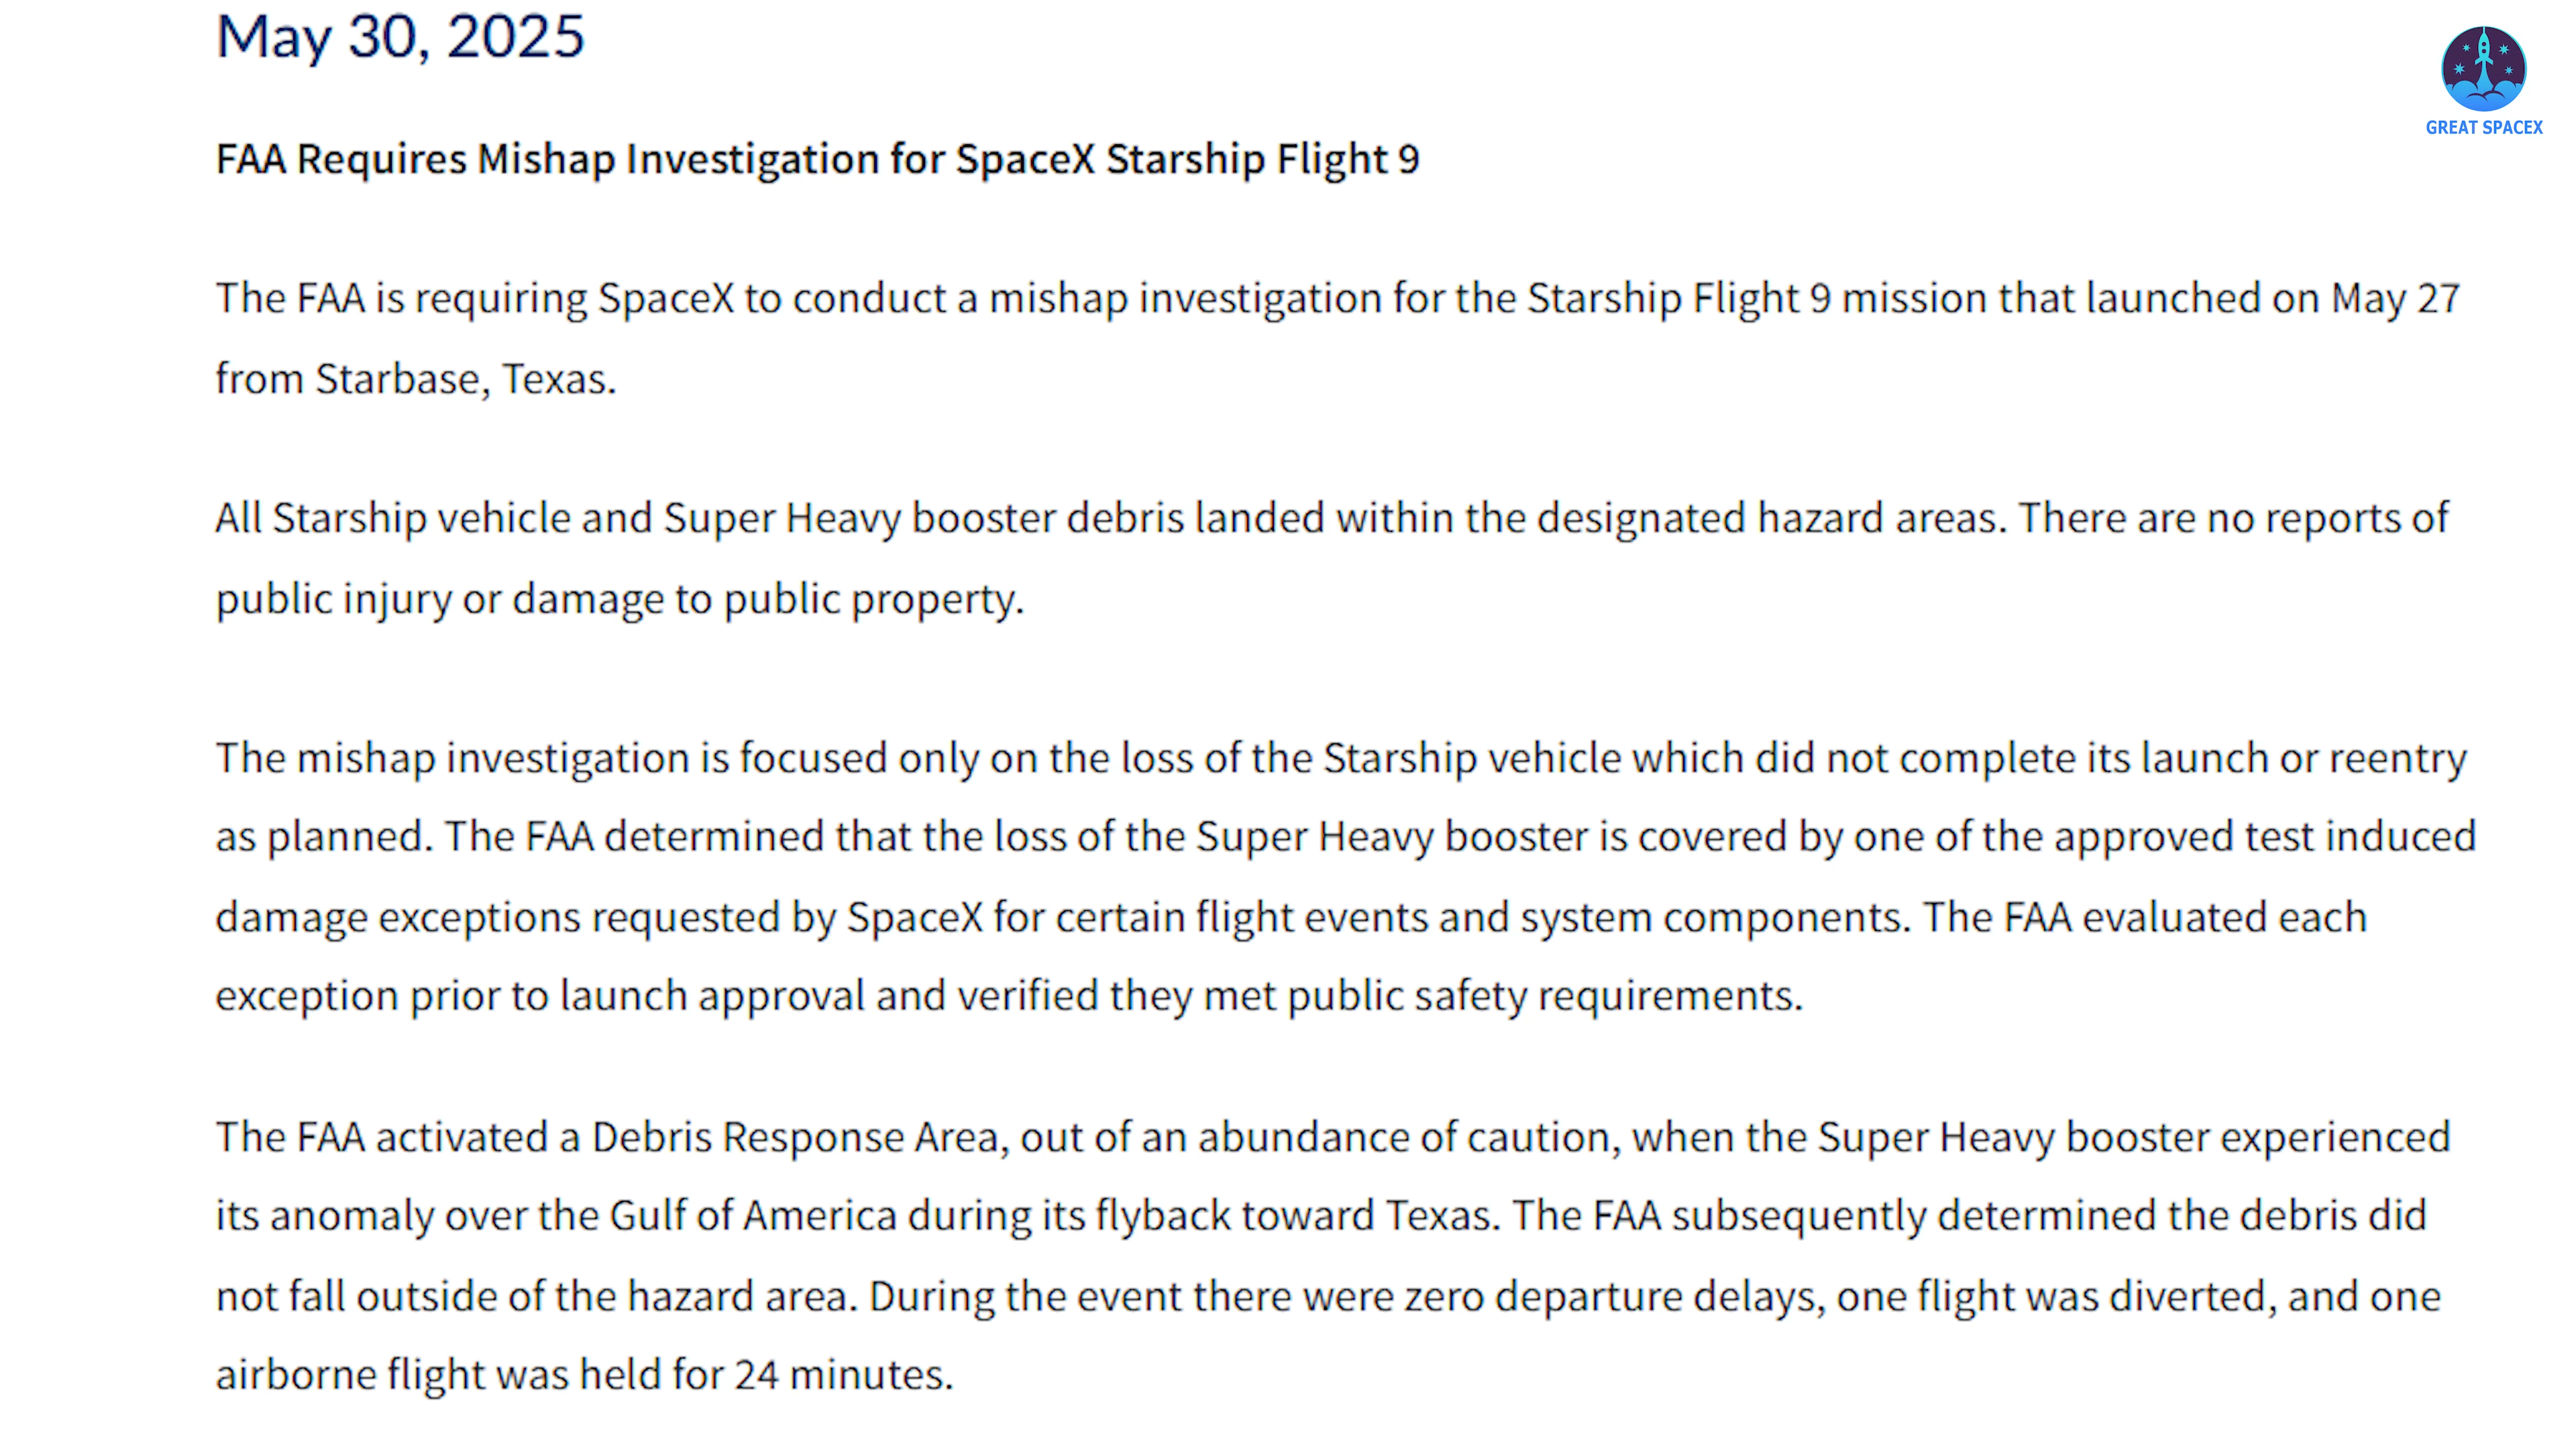 May 30, 2025
GREAT SPACEX
FAA Requires Mishap Investigation for SpaceX Starship Flight 9
The FAA is requiring SpaceX to conduct a mishap investigation for the Starship Flight 9 mission that launched on May 27
from Starbase, Texas.
All Starship vehicle and Super Heavy booster debris landed within the designated hazard areas. There are no reports of
public injury or damage to public property.
The mishap investigation is focused only on the loss of the Starship vehicle which did not complete its launch or reentry
as planned. The FAA determined that the loss of the Super Heavy booster is covered by one of the approved test induced
damage exceptions requested by SpaceX for certain flight events and system components. The FAA evaluated each
exception prior to launch approval and verified they met public safety requirements.
The FAA activated a Debris Response Area, out of an abundance of caution, when the Super Heavy booster experienced
its anomaly over the Gulf of America during its flyback toward Texas. The FAA subsequently determined the debris did
not fall outside of the hazard area. During the event there were zero departure delays, one flight was diverted, and one
airborne flight was held for 24 minutes.